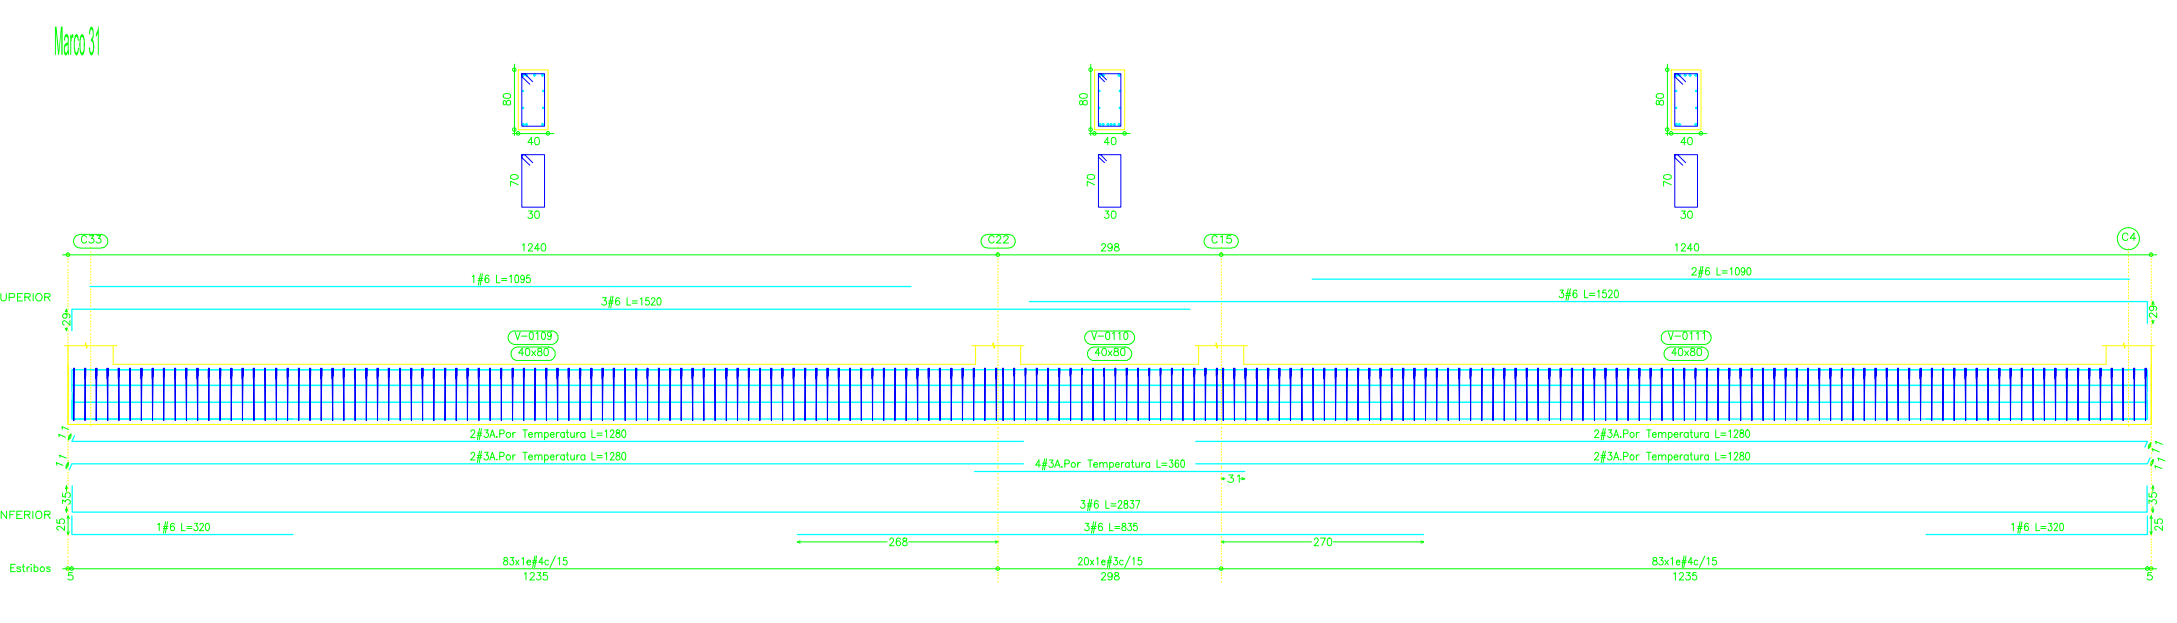 Marco 31
80 80 80
40 40 40
70 70 70
30 30 30
C33 C22 C15 C4
1240 298 1240
1#6 L=1095 2#6 L=1090
UPERIOR 3#6 L=1520 3#6 L=1520
29 29
V-0109 V-0110 V-0111
40x80 40x80 40x80
11 2#3A.Por Temperatura L=1280 2#3A.Por Temperatura L=1280 11
11 2#3A.Por Temperatura L=1280 4#3A.Por Temperatura L=360 2#3A.Por Temperatura L=1280 11
31
35 3#6 L=2837 35
NFERIOR
25 1#6 L=320 3#6 L=835 1#6 L=320 25
268 270
Estribos 83x1e#4c/15 20x1e#3c/15 83x1e#4c/15
5 1235 298 1235 5